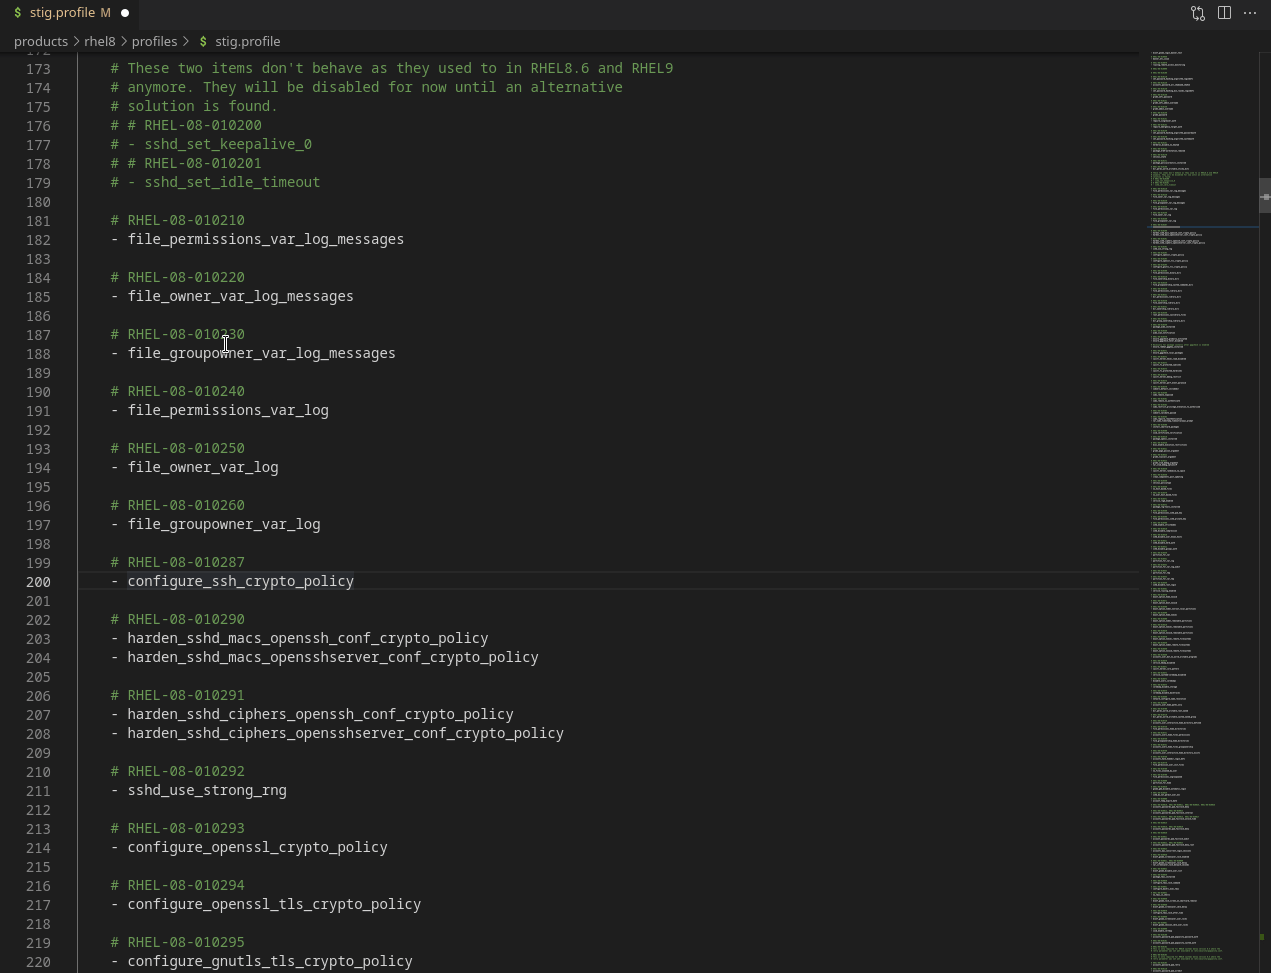 $ stig.profile M
products > rhel8 > profiles > $ stig.profile
173 # These two items don't behave as they used to in RHEL8.6 and RHEL9
174 # anymore. They will be disabled for now until an alternative
175 # solution is found.
176 # # RHEL-08-010200
177 # - sshd_set_keepalive_0
178 # # RHEL-08-010201
179 # - sshd_set_idle_timeout
180
181 # RHEL-08-010210
182 - file_permissions_var_log_messages
183
184 # RHEL-08-010220
185 - file_owner_var_log_messages
186
187 # RHEL-08-010230
188 - file_groupowner_var_log_messages
189
190 # RHEL-08-010240
191 - file_permissions_var_log
192
193 # RHEL-08-010250
194 - file_owner_var_log
195
196 # RHEL-08-010260
197 - file_groupowner_var_log
198
199 # RHEL-08-010287
200 - configure_ssh_crypto_policy
201
202 # RHEL-08-010290
203 - harden_sshd_macs_openssh_conf_crypto_policy
204 - harden_sshd_macs_opensshserver_conf_crypto_policy
205
206 # RHEL-08-010291
207 - harden_sshd_ciphers_openssh_conf_crypto_policy
208 - harden_sshd_ciphers_opensshserver_conf_crypto_policy
209
210 # RHEL-08-010292
211 - sshd_use_strong_rng
212
213 # RHEL-08-010293
214 - configure_openssl_crypto_policy
215
216 # RHEL-08-010294
217 - configure_openssl_tls_crypto_policy
218
219 # RHEL-08-010295
220 - configure_gnutls_tls_crypto_policy